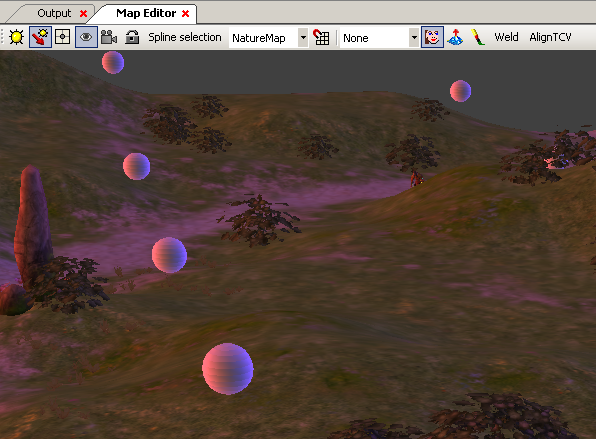 Output Map Editor
Spline selection NatureMap None Weld AlignTCV